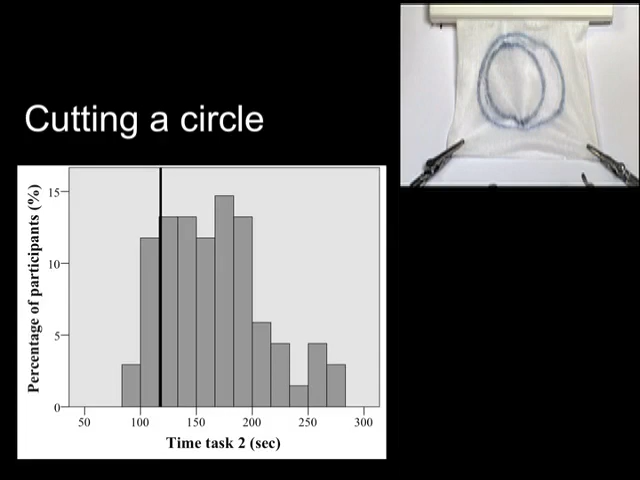 Cutting a circle
Percentage of participants (%)
15
10
5
0
50 100 150 200 250 300
Time task 2 (sec)